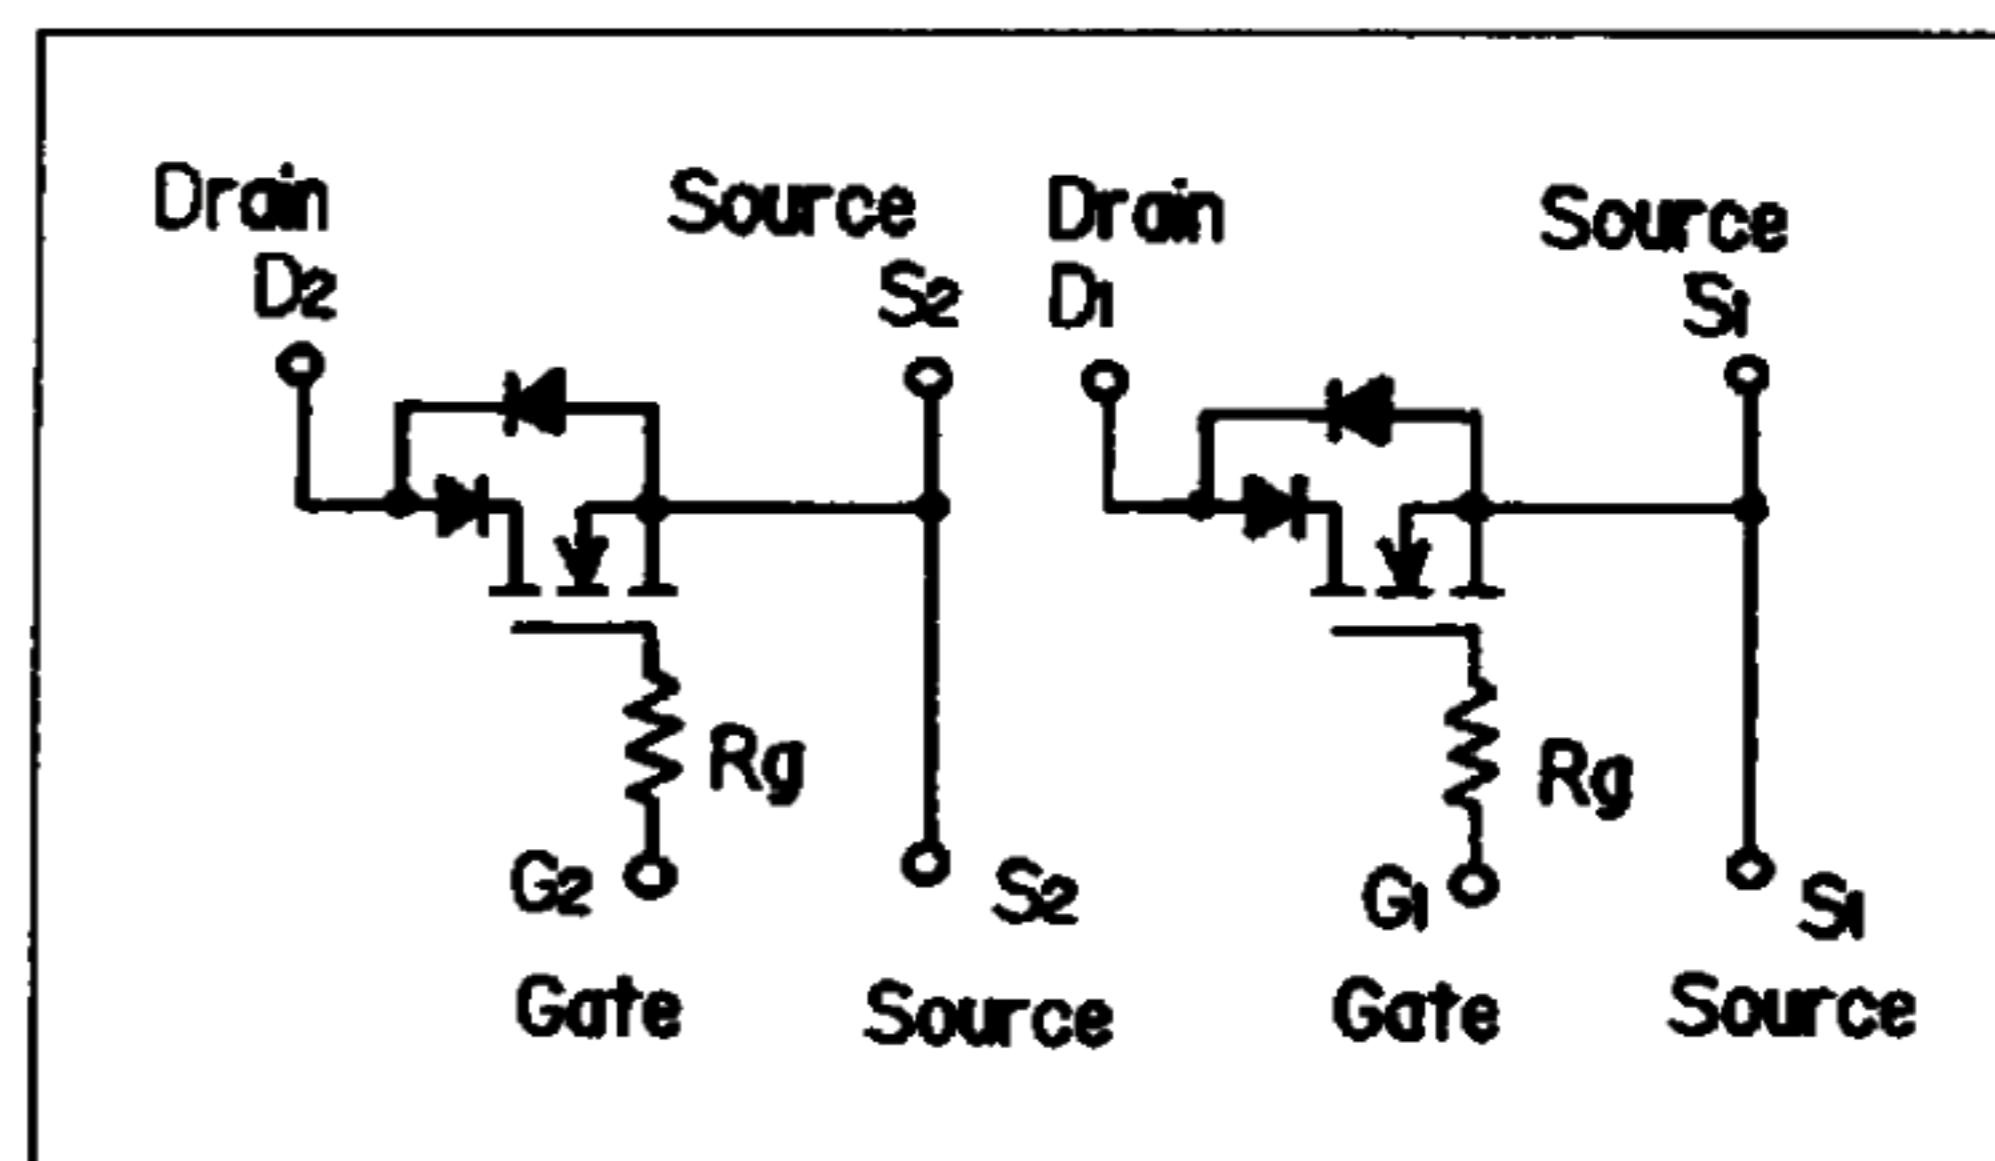 Drain Source Drain Source
D2 S2 D1 S1
Rg Rg
G2 S2 G1 S1
Gate Source Gate Source